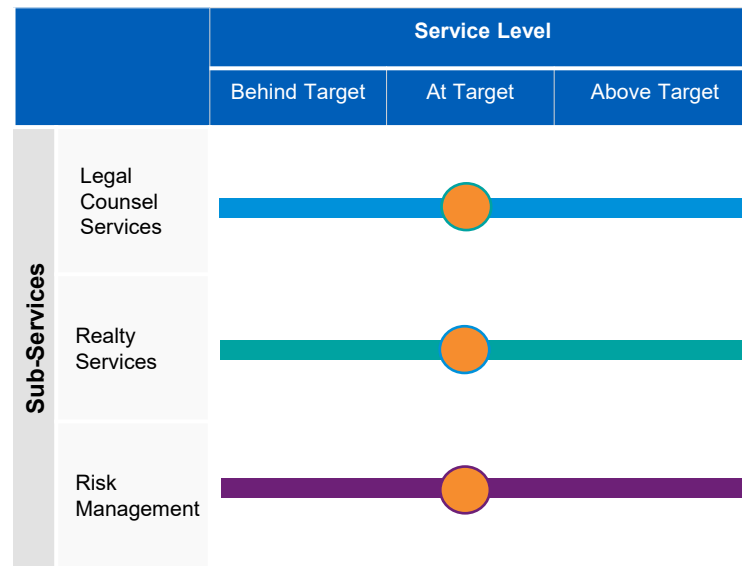 Service Level
Behind Target
At Target
Above Target
Sub-Services
Legal
Counsel
Services
Realty
Services
Risk
Management